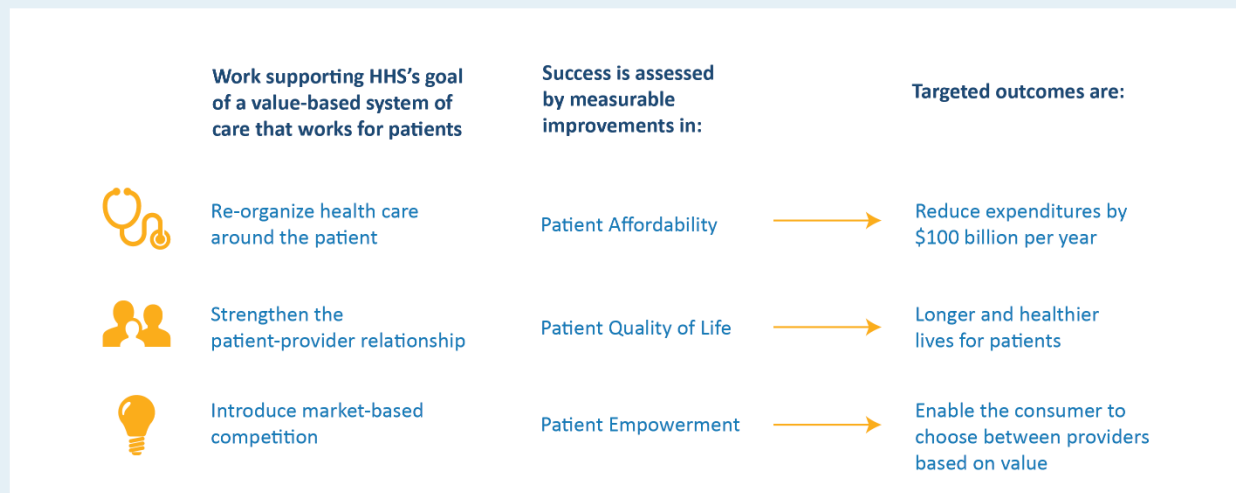 Work supporting HHS's goal
of a value-based system of
care that works for patients
Success is assessed
by measurable
improvements in:
Targeted outcomes are:
Re-organize health care
around the patient
Patient Affordability
Reduce expenditures by
$100 billion per year
Strengthen the
patient-provider relationship
Patient Quality of Life
Longer and healthier
lives for patients
Introduce market-based
competition
Patient Empowerment
Enable the consumer to
choose between providers
based on value